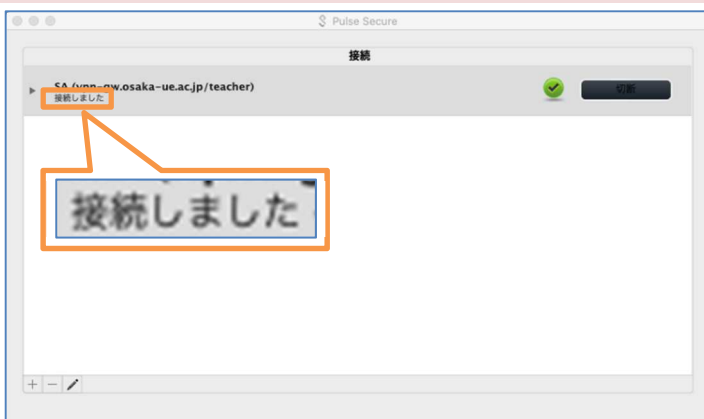 Pulse Secure
接続
SA (vpn-gw.osaka-ue.ac.jp/teacher)
接続しました
切断
接続しました